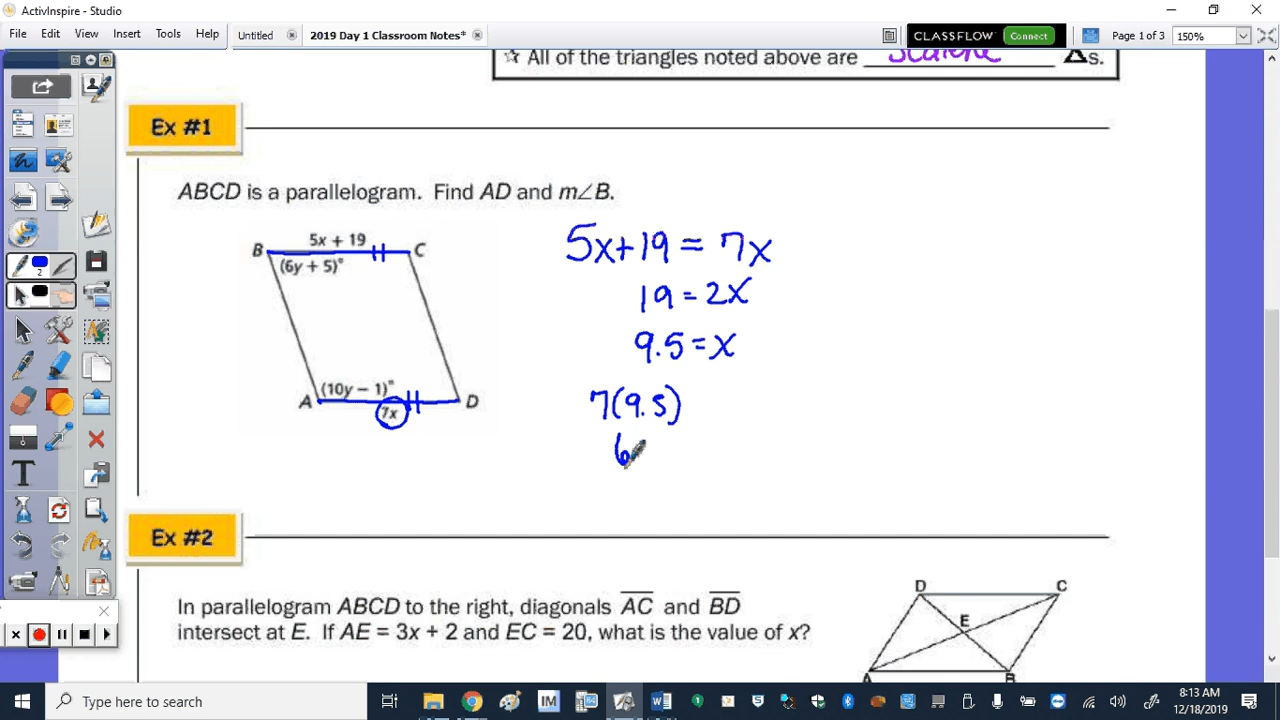 ActivInspire - Studio
File Edit View Insert Tools Help Untitled 2019 Day 1 Classroom Notes* CLASSFLOW Connect Page 1 of 3 150%
☆ All of the triangles noted above are scalene Δs.
Ex #1
ABCD is a parallelogram. Find AD and m∠B.
5x + 19
B C
(6y + 5)°
(10y − 1)°
A D
7x
5x+19 = 7x
19 = 2x
9.5 = x
7(9.5)
6
Ex #2
In parallelogram ABCD to the right, diagonals A̅C̅ and B̅D̅
intersect at E. If AE = 3x + 2 and EC = 20, what is the value of x?
D C
E
A B
2
T
Type here to search
IM
8:13 AM
12/18/2019